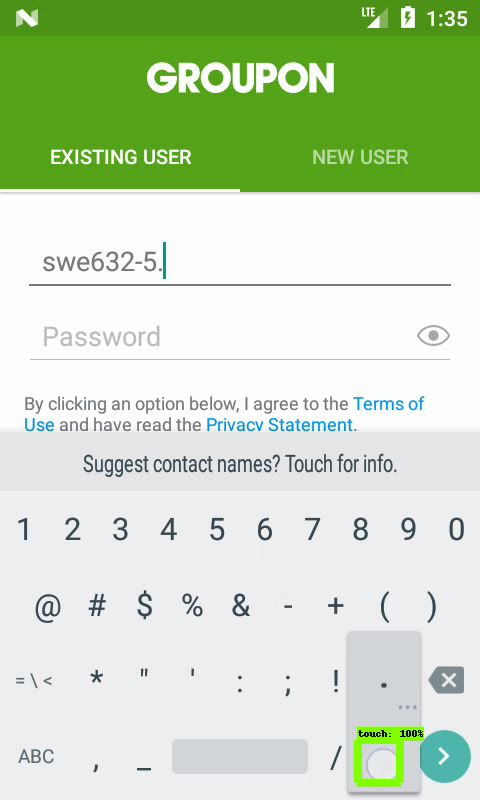 LTE 1:35
GROUPON
EXISTING USER NEW USER
swe632-5.
Password
By clicking an option below, I agree to the Terms of
Use and have read the Privacy Statement.
Suggest contact names? Touch for info.
1 2 3 4 5 6 7 8 9 0
@ # $ % & - + ( )
= \ < * " ' : ; ! . ...
touch: 100%
ABC , _ /